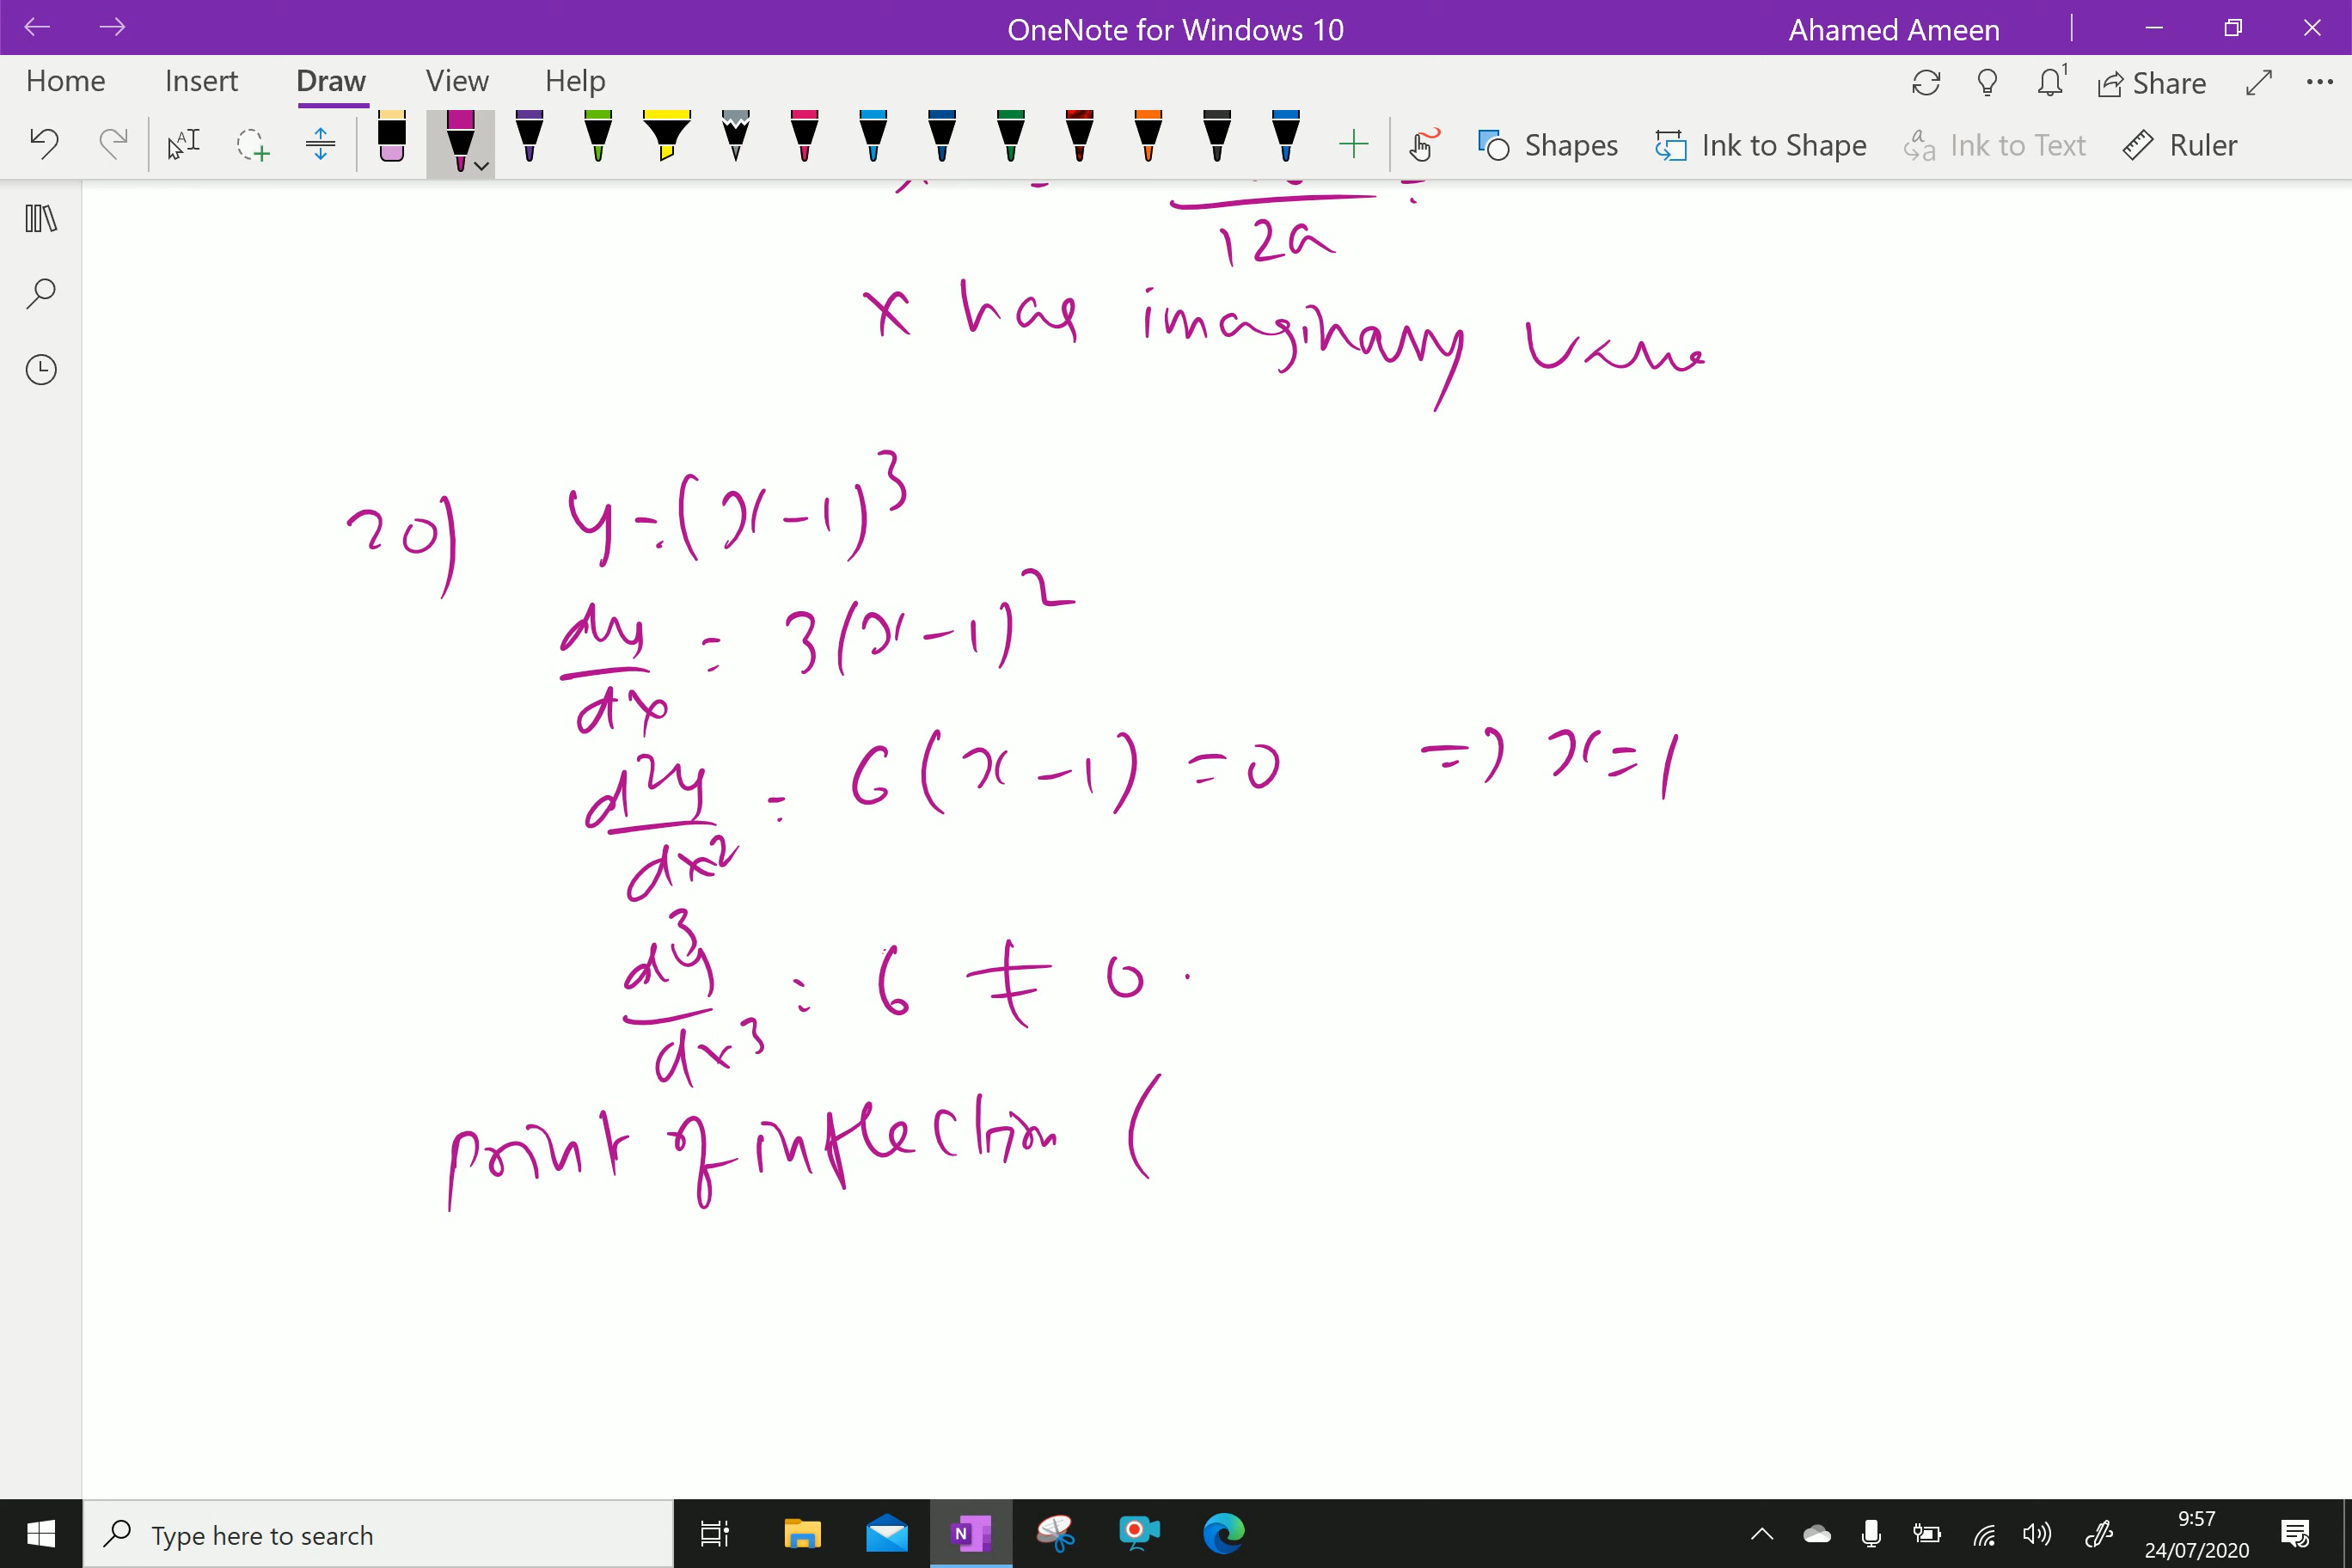 OneNote for Windows 10 Ahamed Ameen
Home Insert Draw View Help Share
Shapes Ink to Shape Ink to Text Ruler
12a
x has imaginary value
20) y=(x-1)^3
dy/dx = 3(x-1)^2
d^2y/dx^2 = 6(x-1) =0 => x=1
d^3y/dx^3 = 6 ≠ 0.
point of inflection (
Type here to search
9:57
24/07/2020